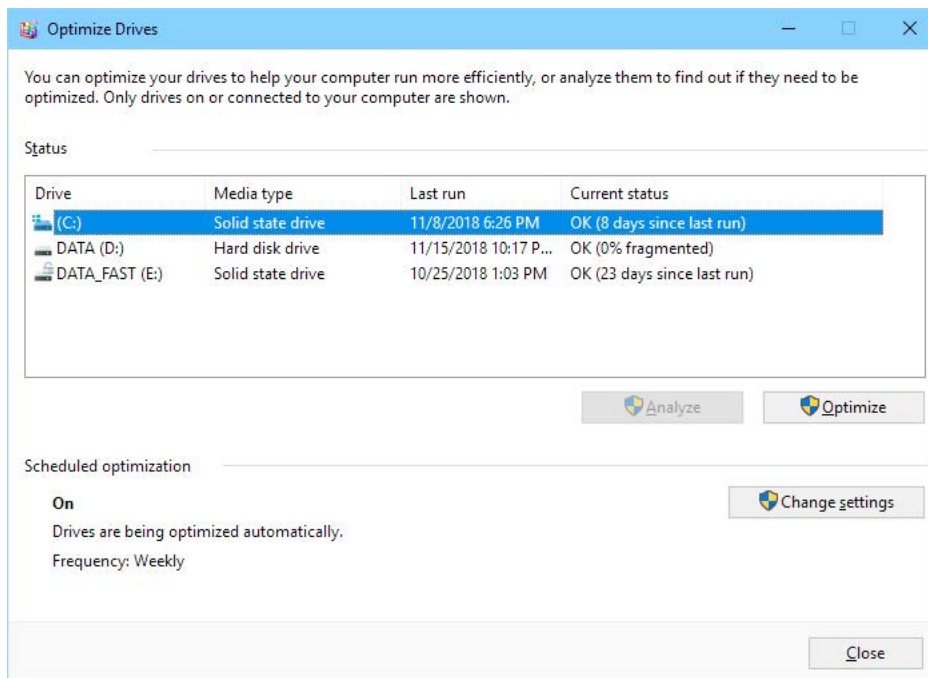 Optimize Drives
You can optimize your drives to help your computer run more efficiently, or analyze them to find out if they need to be
optimized. Only drives on or connected to your computer are shown.
Status
Drive Media type Last run Current status
(C:) Solid state drive 11/8/2018 6:26 PM OK (8 days since last run)
DATA (D:) Hard disk drive 11/15/2018 10:17 P... OK (0% fragmented)
DATA_FAST (E:) Solid state drive 10/25/2018 1:03 PM OK (23 days since last run)
Analyze Optimize
Scheduled optimization
On Change settings
Drives are being optimized automatically.
Frequency: Weekly
Close